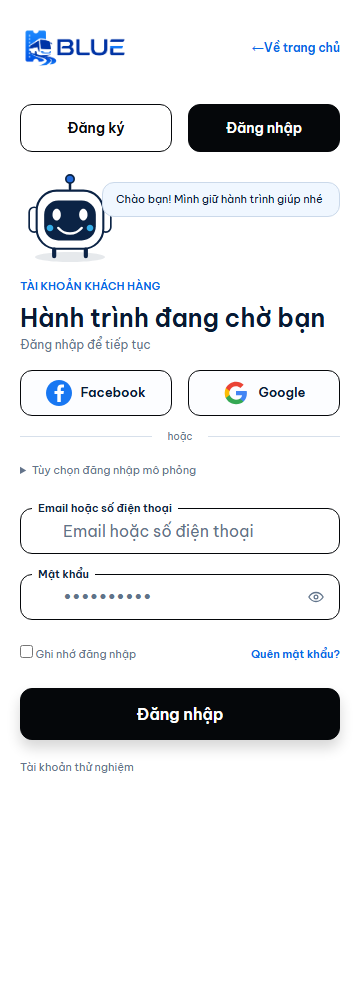 BLUE
←Về trang chủ
Đăng ký
Đăng nhập
Chào bạn! Mình giữ hành trình giúp nhé
TÀI KHOẢN KHÁCH HÀNG
Hành trình đang chờ bạn
Đăng nhập để tiếp tục
Facebook
Google
hoặc
Tùy chọn đăng nhập mô phỏng
Email hoặc số điện thoại
Email hoặc số điện thoại
Mật khẩu
••••••••••
Ghi nhớ đăng nhập
Quên mật khẩu?
Đăng nhập
Tài khoản thử nghiệm